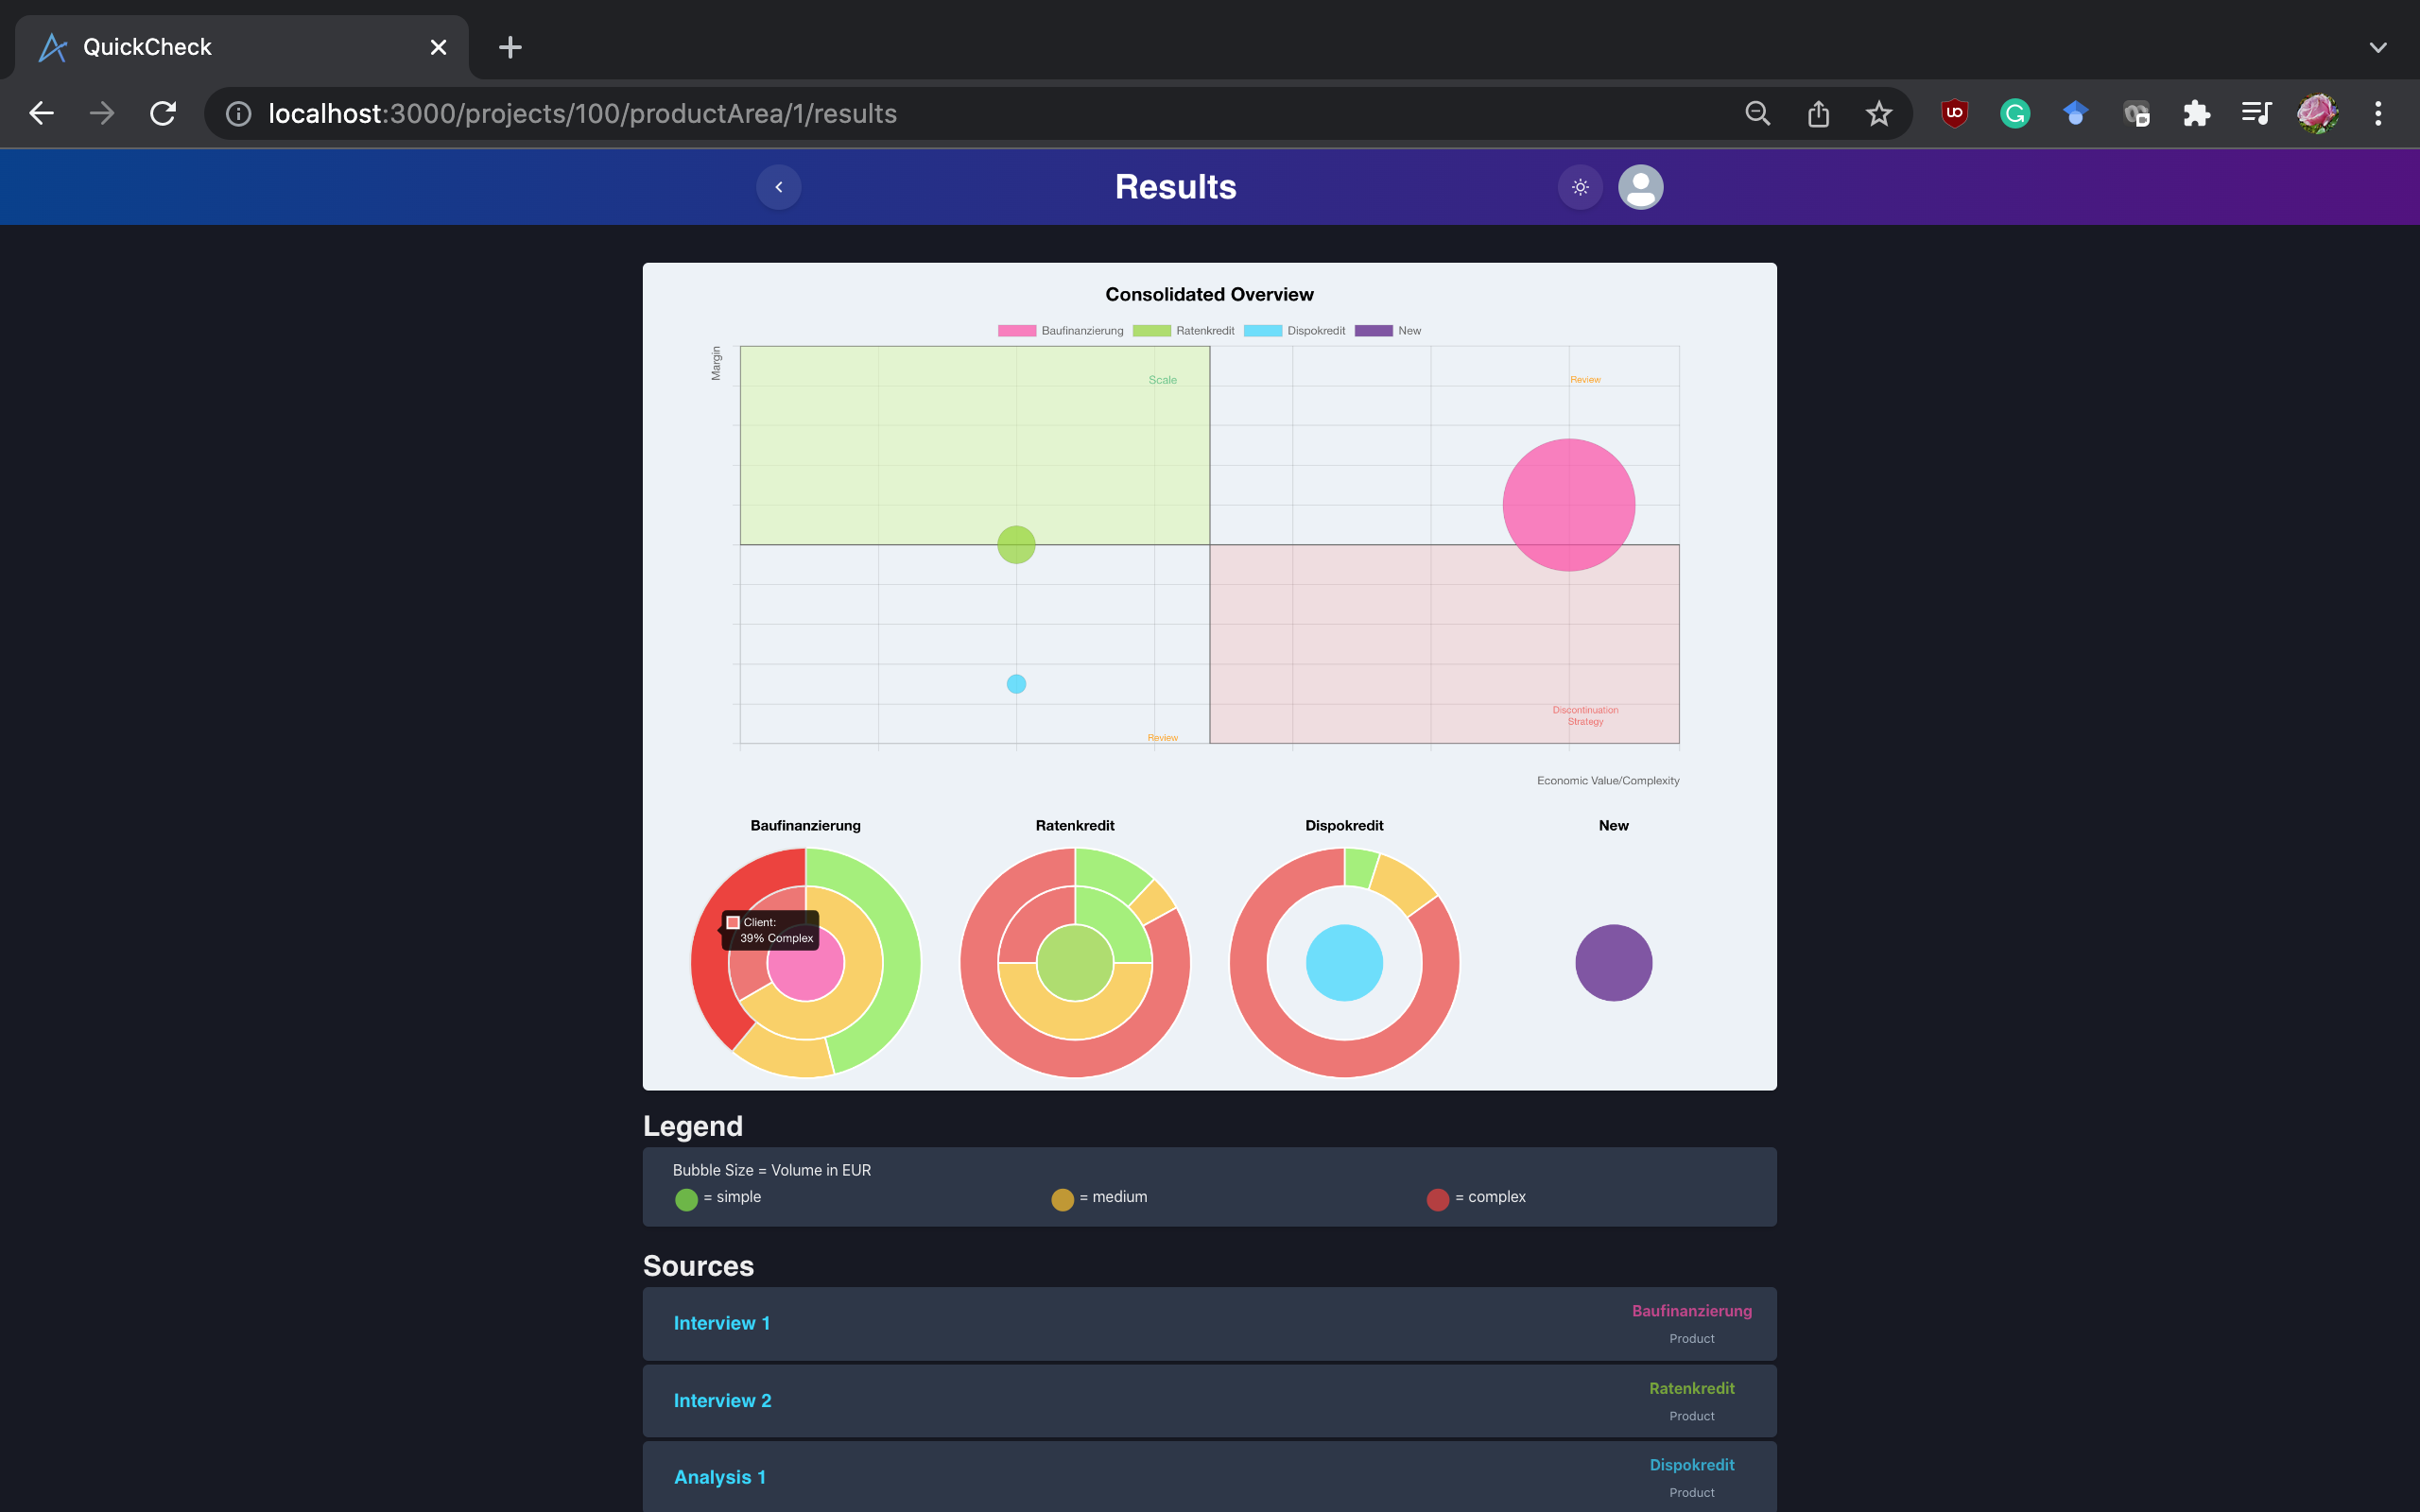 QuickCheck
localhost:3000/projects/100/productArea/1/results
Results
Consolidated Overview
Baufinanzierung Ratenkredit Dispokredit New
Margin
Scale
Review
Discontinuation
Strategy
Review
Economic Value/Complexity
Baufinanzierung Ratenkredit Dispokredit New
Client:
39% Complex
Legend
Bubble Size = Volume in EUR
= simple = medium = complex
Sources
Interview 1
Baufinanzierung
Product
Interview 2
Ratenkredit
Product
Analysis 1
Dispokredit
Product